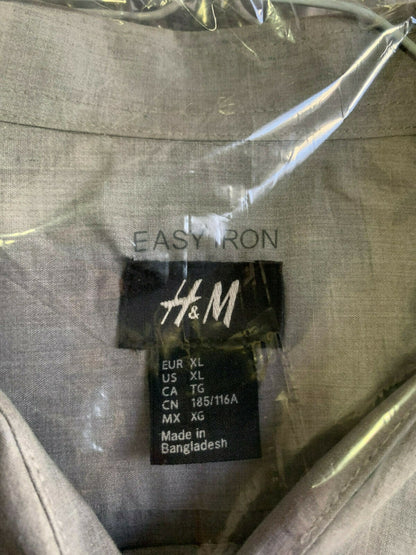 EASY IRON
H&M
EUR XL
US XL
CA TG
CN 185/116A
MX XG
Made in
Bangladesh